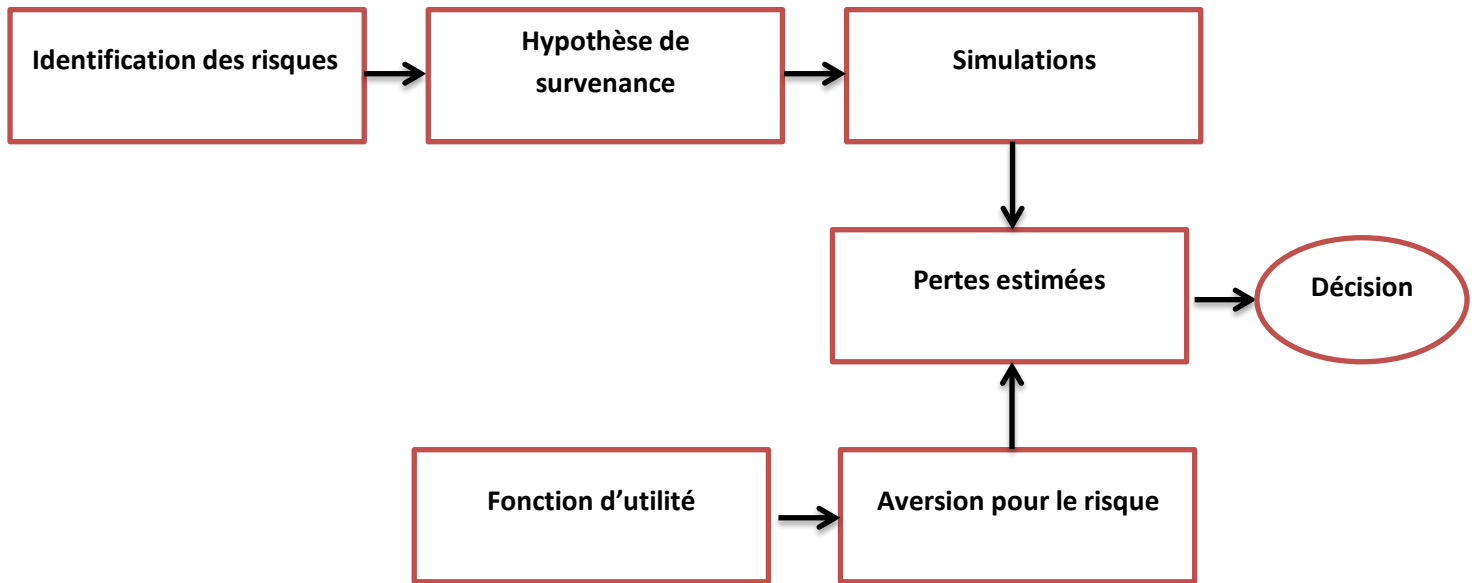 Identification des risques
Hypothèse de
survenance
Simulations
Pertes estimées
Décision
Fonction d’utilité
Aversion pour le risque